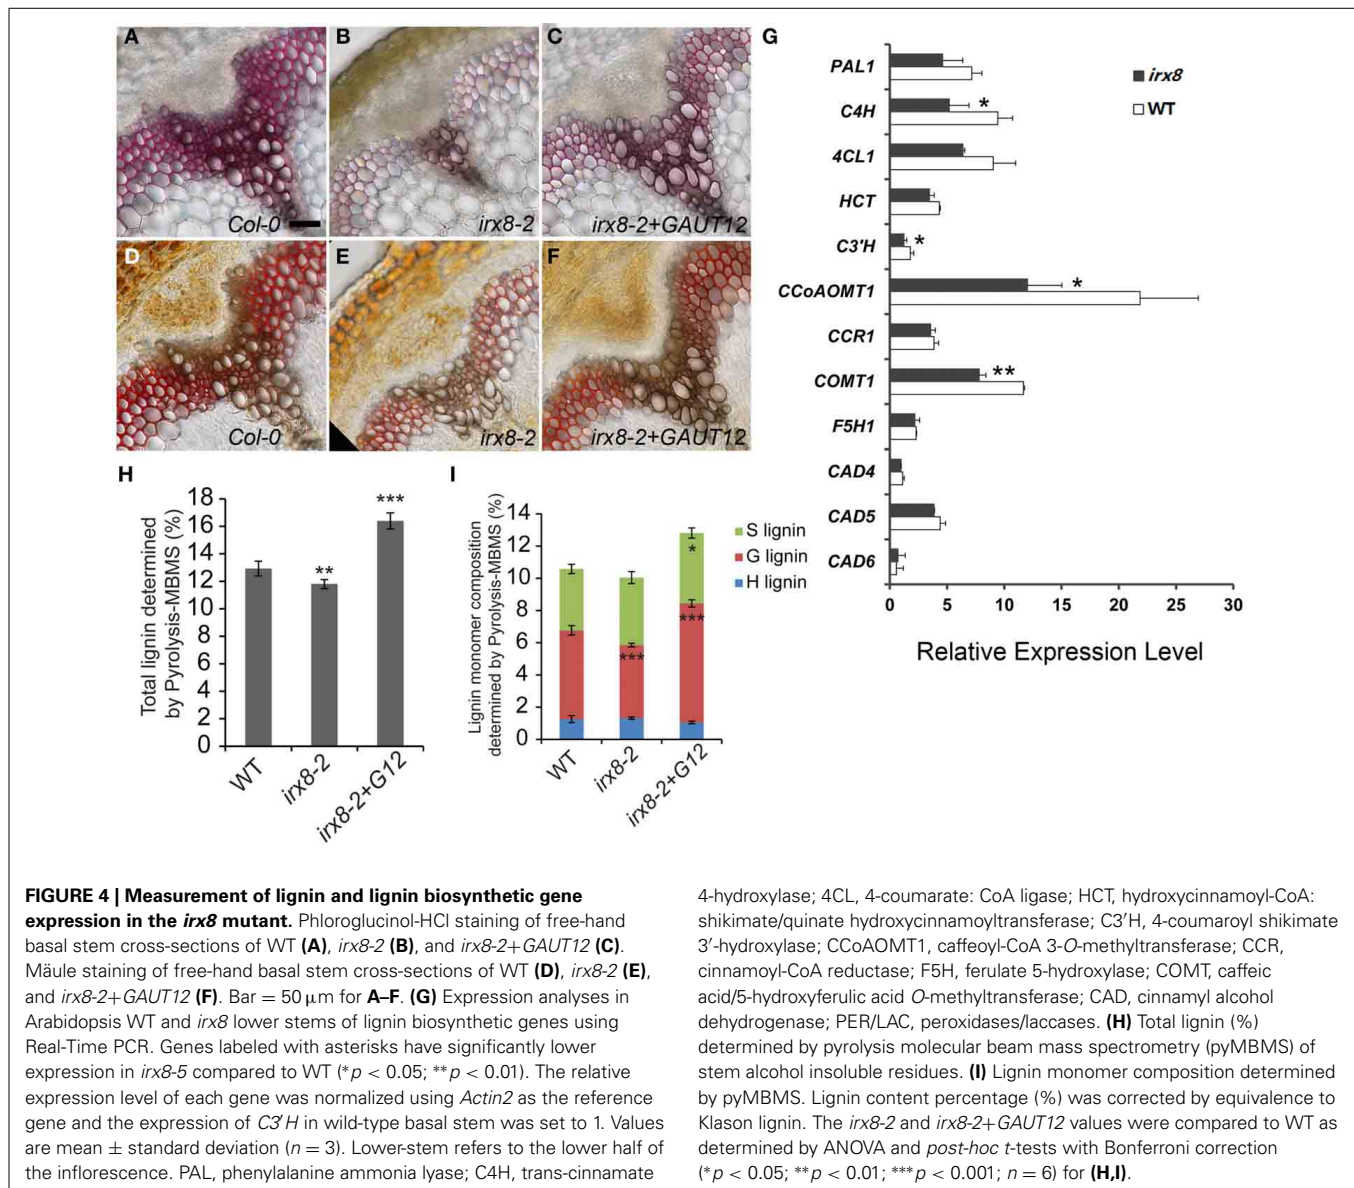 A
B
C
Col-0
irx8-2
irx8-2+GAUT12
D
E
F
Col-0
irx8-2
irx8-2+GAUT12
G
PAL1
C4H
4CL1
HCT
C3'H
CCoAOMT1
CCR1
COMT1
F5H1
CAD4
CAD5
CAD6
*
*
*
**
irx8
WT
0 5 10 15 20 25 30
Relative Expression Level
H
Total lignin determined
by Pyrolysis-MBMS (%)
18
16
14
12
10
8
6
4
2
0
**
***
WT
irx8-2
irx8-2+G12
I
Lignin monomer composition
determined by Pyrolysis-MBMS (%)
14
12
10
8
6
4
2
0
***
*
***
WT
irx8-2
irx8-2+G12
S lignin
G lignin
H lignin
FIGURE 4 | Measurement of lignin and lignin biosynthetic gene
expression in the irx8 mutant. Phloroglucinol-HCl staining of free-hand
basal stem cross-sections of WT (A), irx8-2 (B), and irx8-2+GAUT12 (C).
Mäule staining of free-hand basal stem cross-sections of WT (D), irx8-2 (E),
and irx8-2+GAUT12 (F). Bar = 50 μm for A–F. (G) Expression analyses in
Arabidopsis WT and irx8 lower stems of lignin biosynthetic genes using
Real-Time PCR. Genes labeled with asterisks have significantly lower
expression in irx8-5 compared to WT (*p < 0.05; **p < 0.01). The relative
expression level of each gene was normalized using Actin2 as the reference
gene and the expression of C3′H in wild-type basal stem was set to 1. Values
are mean ± standard deviation (n = 3). Lower-stem refers to the lower half of
the inflorescence. PAL, phenylalanine ammonia lyase; C4H, trans-cinnamate
4-hydroxylase; 4CL, 4-coumarate: CoA ligase; HCT, hydroxycinnamoyl-CoA:
shikimate/quinate hydroxycinnamoyltransferase; C3′H, 4-coumaroyl shikimate
3′-hydroxylase; CCoAOMT1, caffeoyl-CoA 3-O-methyltransferase; CCR,
cinnamoyl-CoA reductase; F5H, ferulate 5-hydroxylase; COMT, caffeic
acid/5-hydroxyferulic acid O-methyltransferase; CAD, cinnamyl alcohol
dehydrogenase; PER/LAC, peroxidases/laccases. (H) Total lignin (%)
determined by pyrolysis molecular beam mass spectrometry (pyMBMS) of
stem alcohol insoluble residues. (I) Lignin monomer composition determined
by pyMBMS. Lignin content percentage (%) was corrected by equivalence to
Klason lignin. The irx8-2 and irx8-2+GAUT12 values were compared to WT as
determined by ANOVA and post-hoc t-tests with Bonferroni correction
(*p < 0.05; **p < 0.01; ***p < 0.001; n = 6) for (H,I).